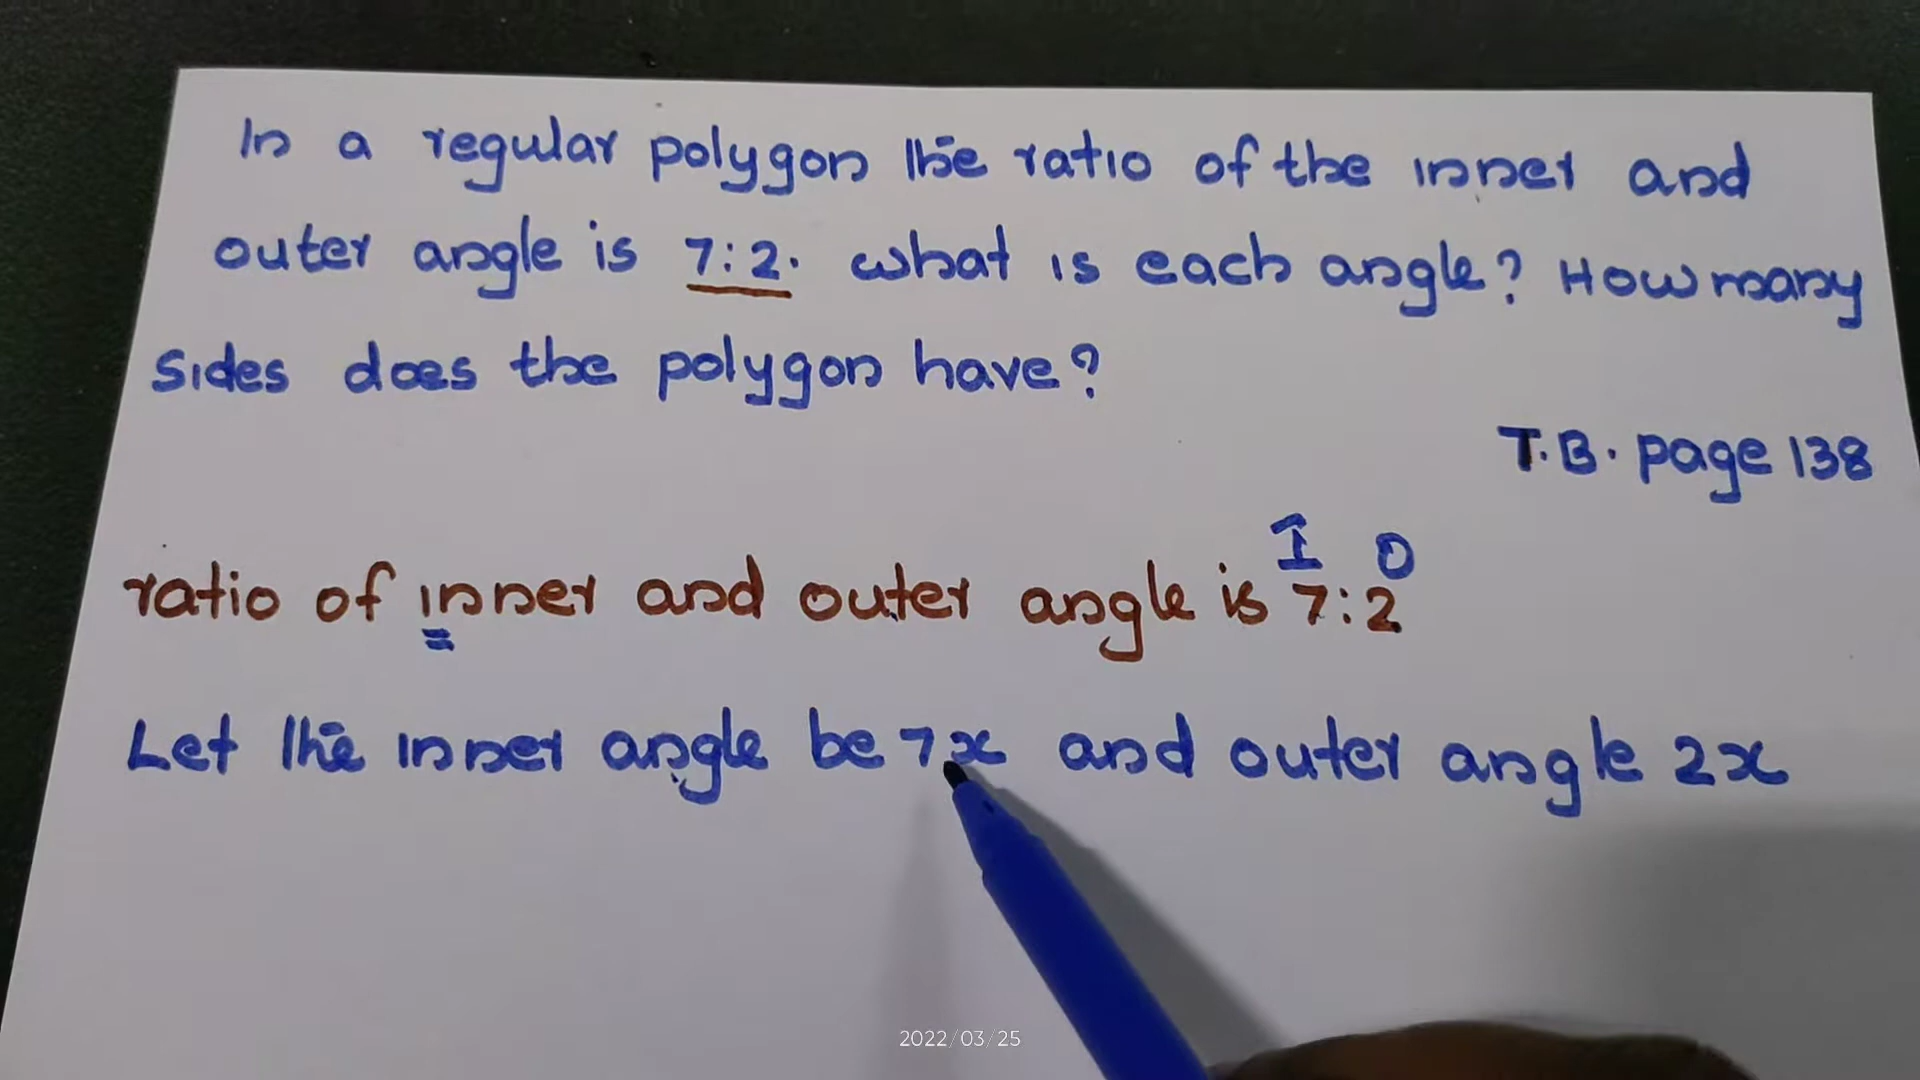 In a regular polygon the ratio of the inner and
outer angle is 7:2. what is each angle? How many
sides does the polygon have?
T.B. page 138
I O
ratio of inner and outer angle is 7:2
Let the inner angle be 7x and outer angle 2x
2022/03/25